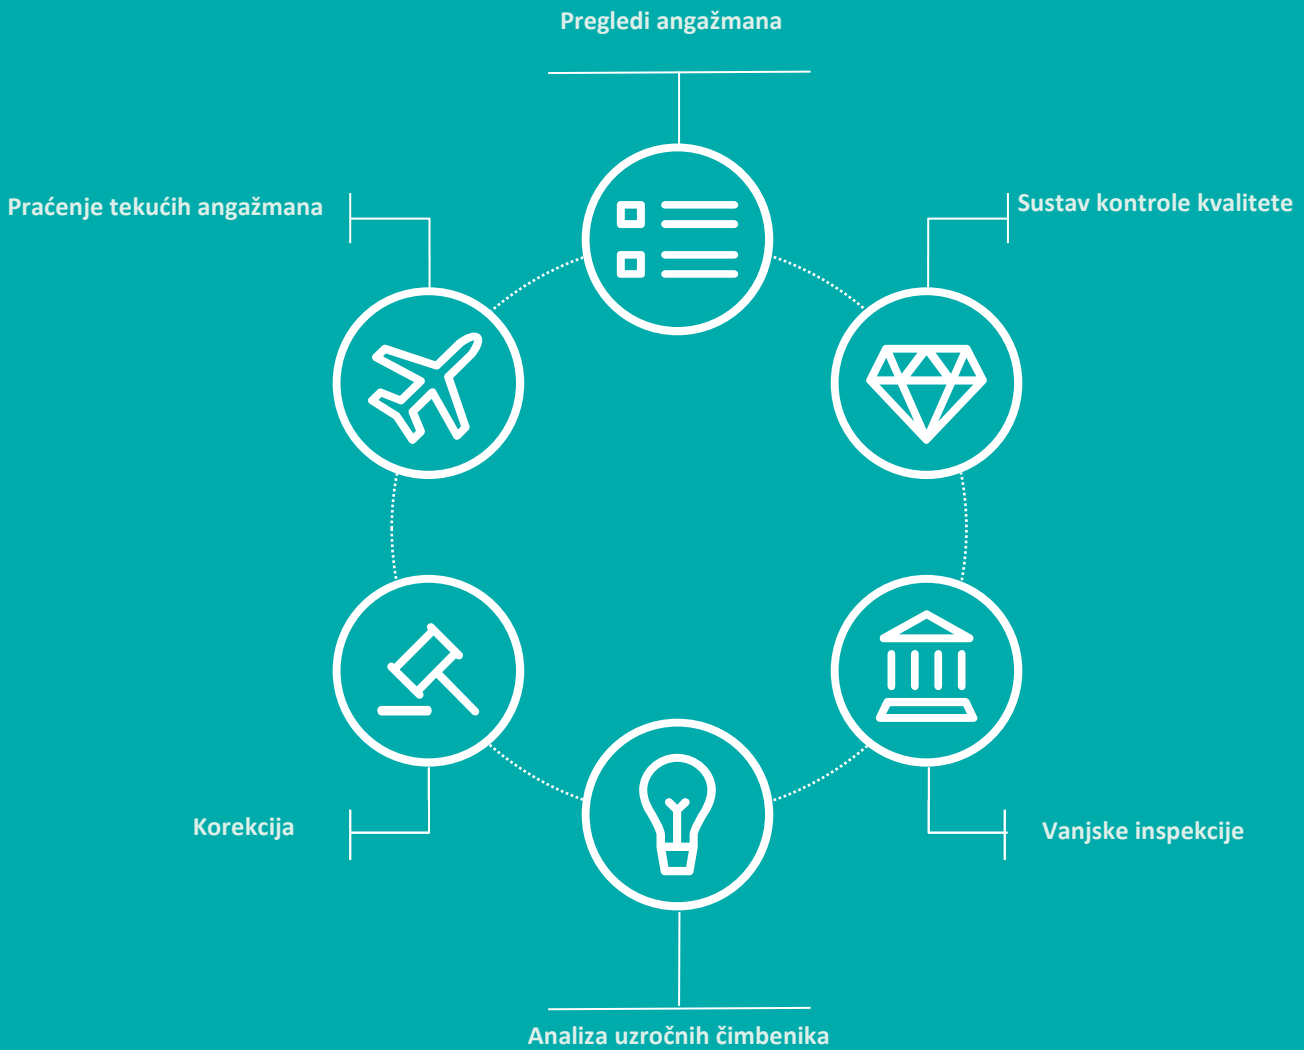 Pregledi angažmana
Praćenje tekućih angažmana
Sustav kontrole kvalitete
Korekcija
Vanjske inspekcije
Analiza uzročnih čimbenika